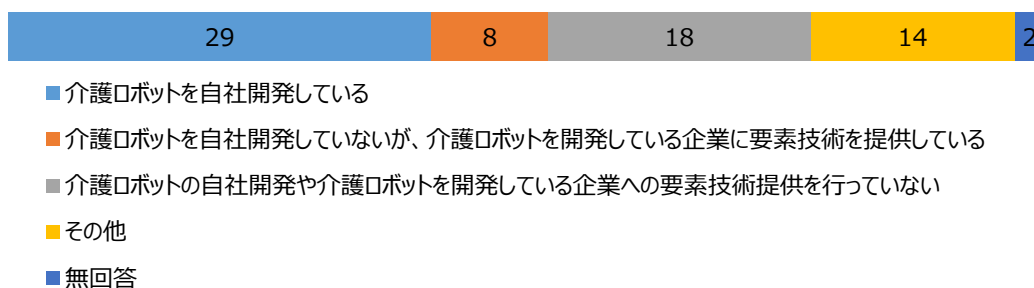 29 8 18 14 2
介護ロボットを自社開発している
介護ロボットを自社開発していないが、介護ロボットを開発している企業に要素技術を提供している
介護ロボットの自社開発や介護ロボットを開発している企業への要素技術提供を行っていない
その他
無回答